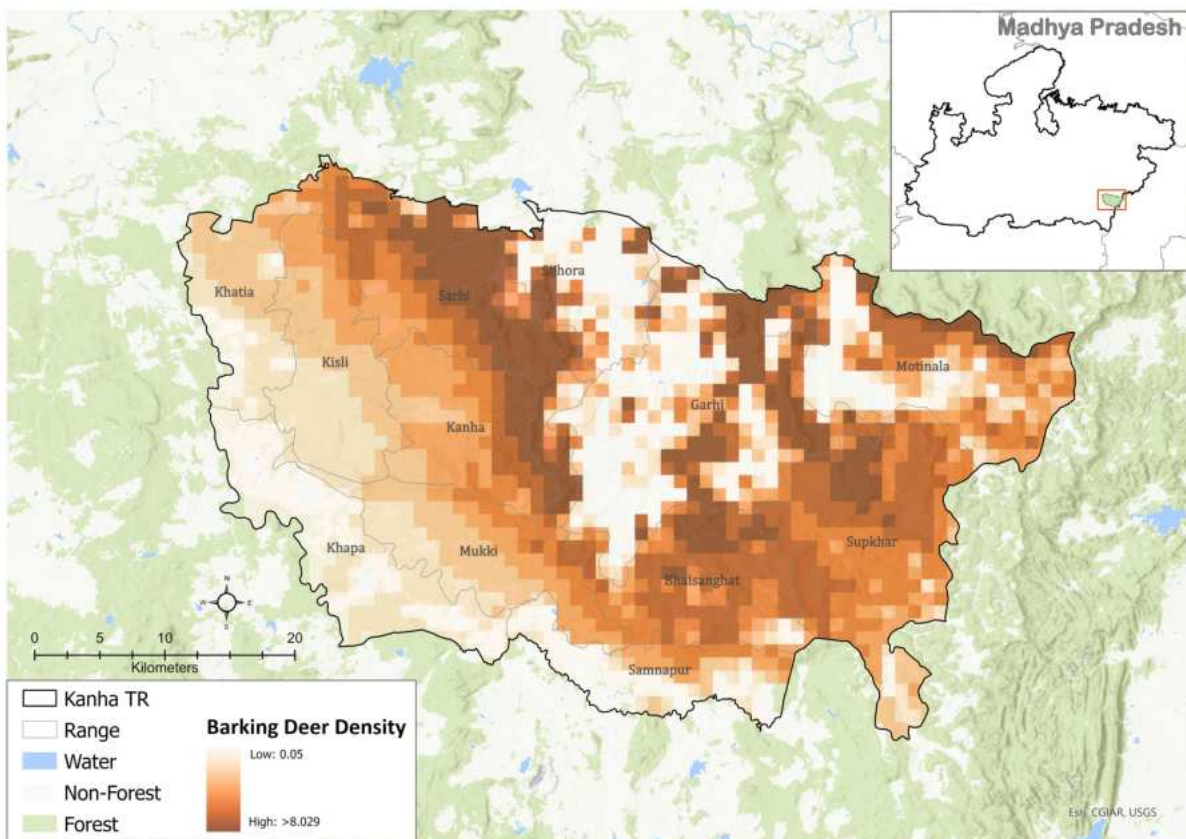 Madhya Pradesh
Sijhora
Khatia
Sarhi
Kisli
Motinala
Garhi
Kanha
Khapa
Mukki
Supkhar
Bhaisanghat
Samnapur
N
W E
S
0 5 10 20
Kilometers
Kanha TR
Range
Water
Non-Forest
Forest
Barking Deer Density
Low: 0.05
High: >8.029
Esri, CGIAR, USGS